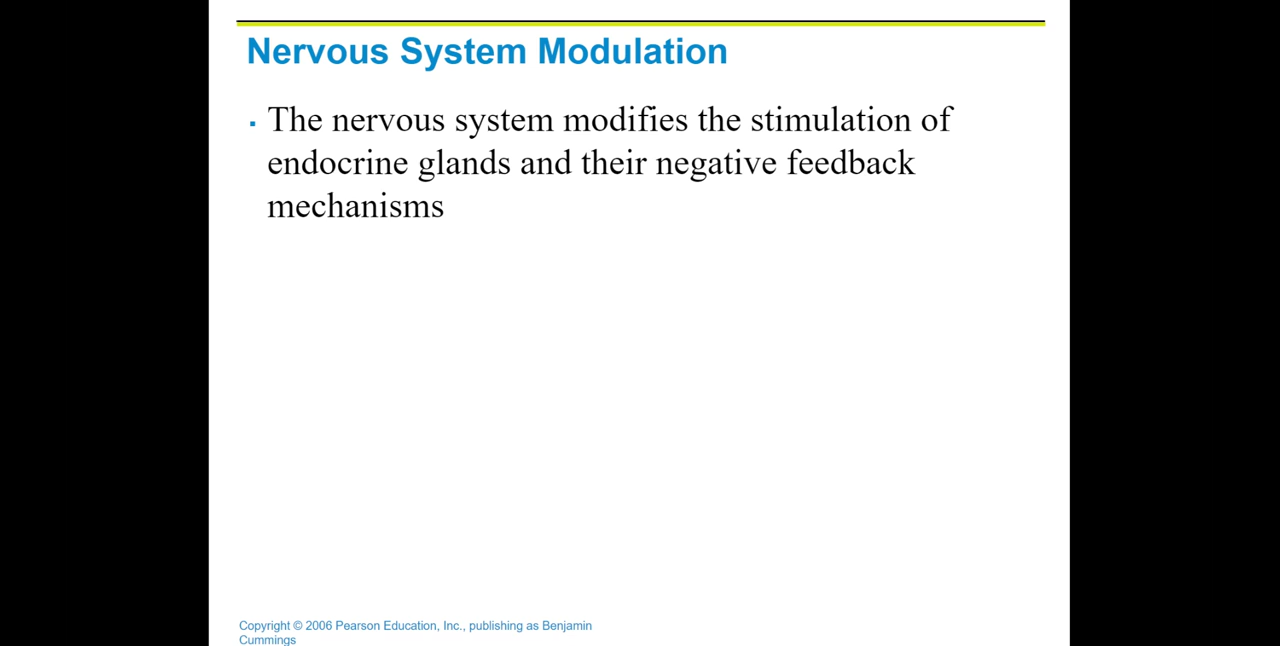 Nervous System Modulation
▪ The nervous system modifies the stimulation of
endocrine glands and their negative feedback
mechanisms
Copyright © 2006 Pearson Education, Inc., publishing as Benjamin
Cummings